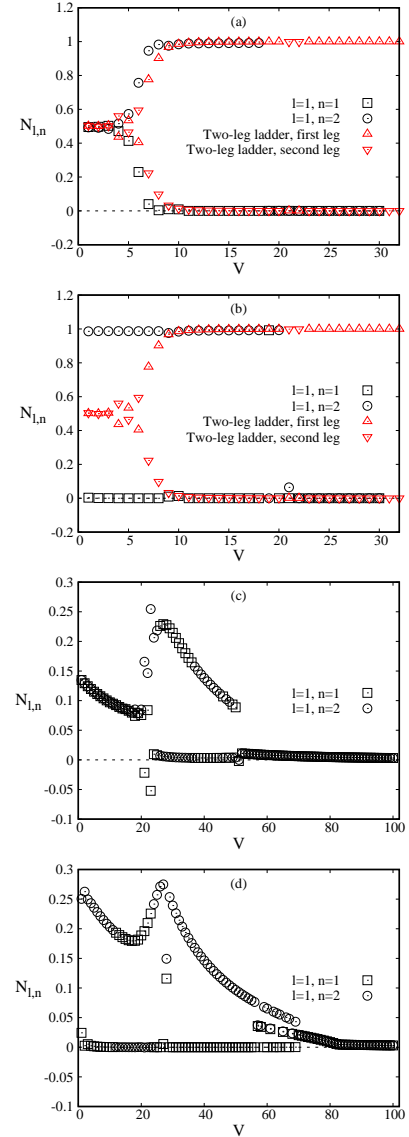 (a)
1.2
1
0.8
0.6
0.4
0.2
0
-0.2
N_{l,n}
l=1, n=1
l=1, n=2
Two-leg ladder, first leg
Two-leg ladder, second leg
0 5 10 15 20 25 30
V
(b)
1.2
1
0.8
0.6
0.4
0.2
0
-0.2
N_{l,n}
l=1, n=1
l=1, n=2
Two-leg ladder, first leg
Two-leg ladder, second leg
0 5 10 15 20 25 30
V
(c)
0.3
0.25
0.2
0.15
0.1
0.05
0
-0.05
-0.1
N_{l,n}
l=1, n=1
l=1, n=2
0 20 40 60 80 100
V
(d)
0.3
0.25
0.2
0.15
0.1
0.05
0
-0.05
-0.1
N_{l,n}
l=1, n=1
l=1, n=2
0 20 40 60 80 100
V